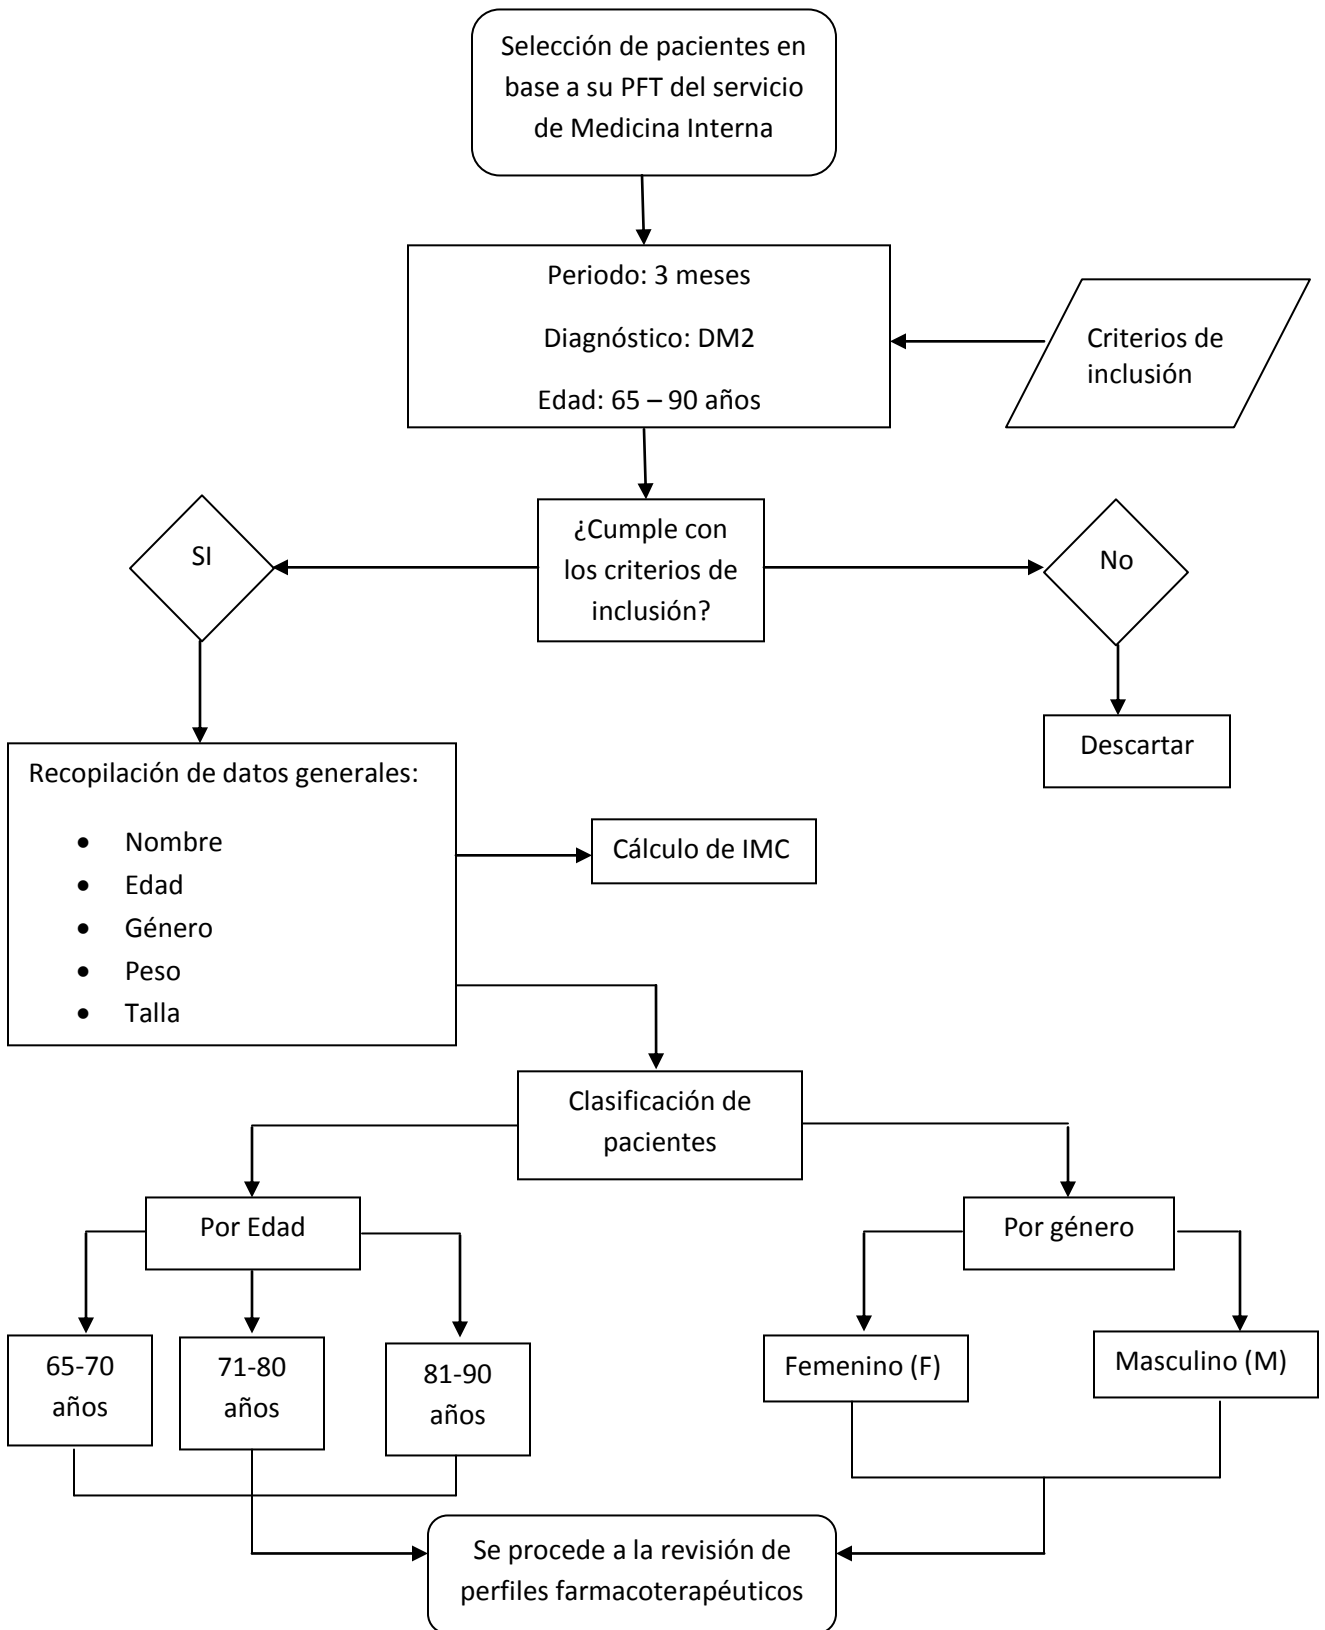 Selección de pacientes en
base a su PFT del servicio
de Medicina Interna
Periodo: 3 meses
Diagnóstico: DM2
Edad: 65 – 90 años
Criterios de
inclusión
¿Cumple con
los criterios de
inclusión?
SI
No
Descartar
Recopilación de datos generales:
• Nombre
• Edad
• Género
• Peso
• Talla
Cálculo de IMC
Clasificación de
pacientes
Por Edad
Por género
65-70
años
71-80
años
81-90
años
Femenino (F)
Masculino (M)
Se procede a la revisión de
perfiles farmacoterapéuticos